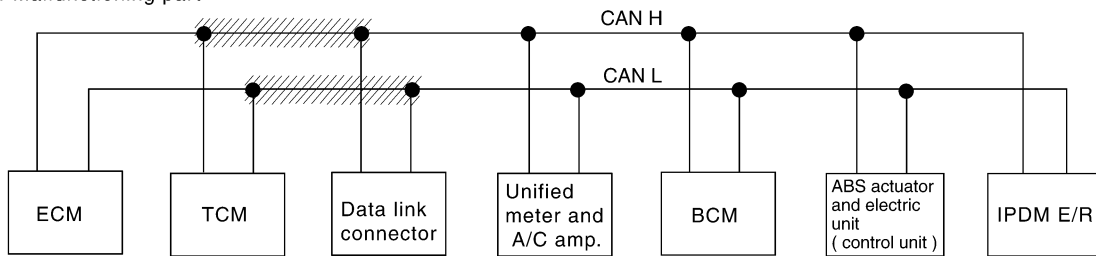 CAN H
CAN L
ECM
TCM
Data link
connector
Unified
meter and
A/C amp.
BCM
ABS actuator
and electric
unit
( control unit )
IPDM E/R